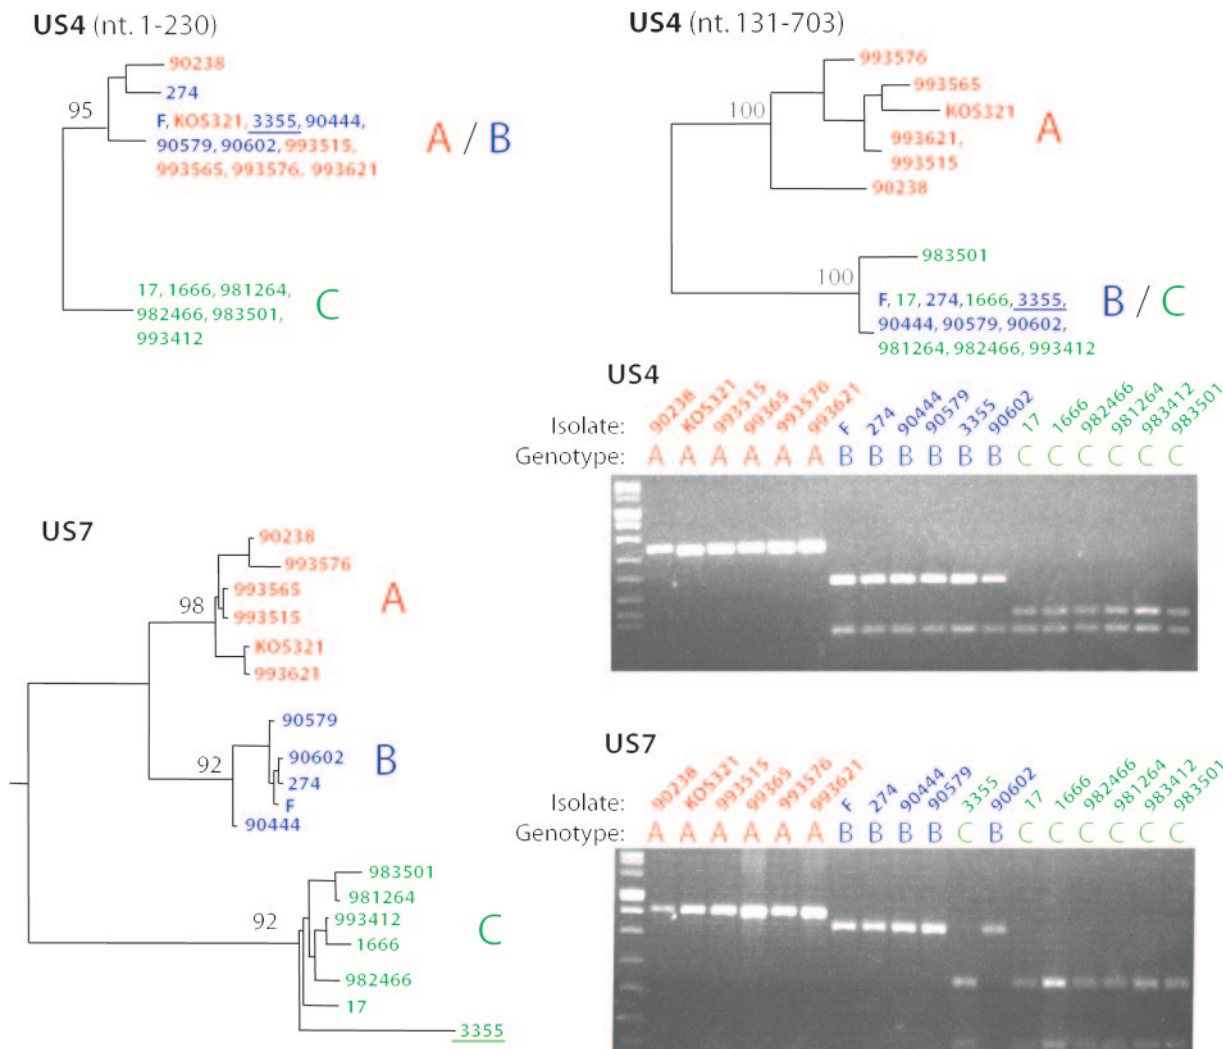 US4 (nt. 1-230)
95
90238
274
F, KOS321, 3355, 90444,
90579, 90602, 993515,
993565, 993576, 993621
A / B
17, 1666, 981264,
982466, 983501,
993412
C
US4 (nt. 131-703)
100
993576
993565
KOS321
993621,
993515
90238
A
100
983501
F, 17, 274, 1666, 3355,
90444, 90579, 90602,
981264, 982466, 993412
B / C
US4
Isolate: 90238 KOS321 993515 99365 993576 993621 F 274 90444 90579 3355 90602 17 1666 982466 981264 983412 983501
Genotype: A A A A A A B B B B B B C C C C C C
US7
98
90238
993576
993565
993515
KOS321
993621
A
92
90579
90602
274
F
90444
B
92
983501
981264
993412
1666
982466
17
3355
C
US7
Isolate: 90238 KOS321 993515 99365 993576 993621 F 274 90444 90579 3355 90602 17 1666 982466 981264 983412 983501
Genotype: A A A A A A B B B B C B C C C C C C